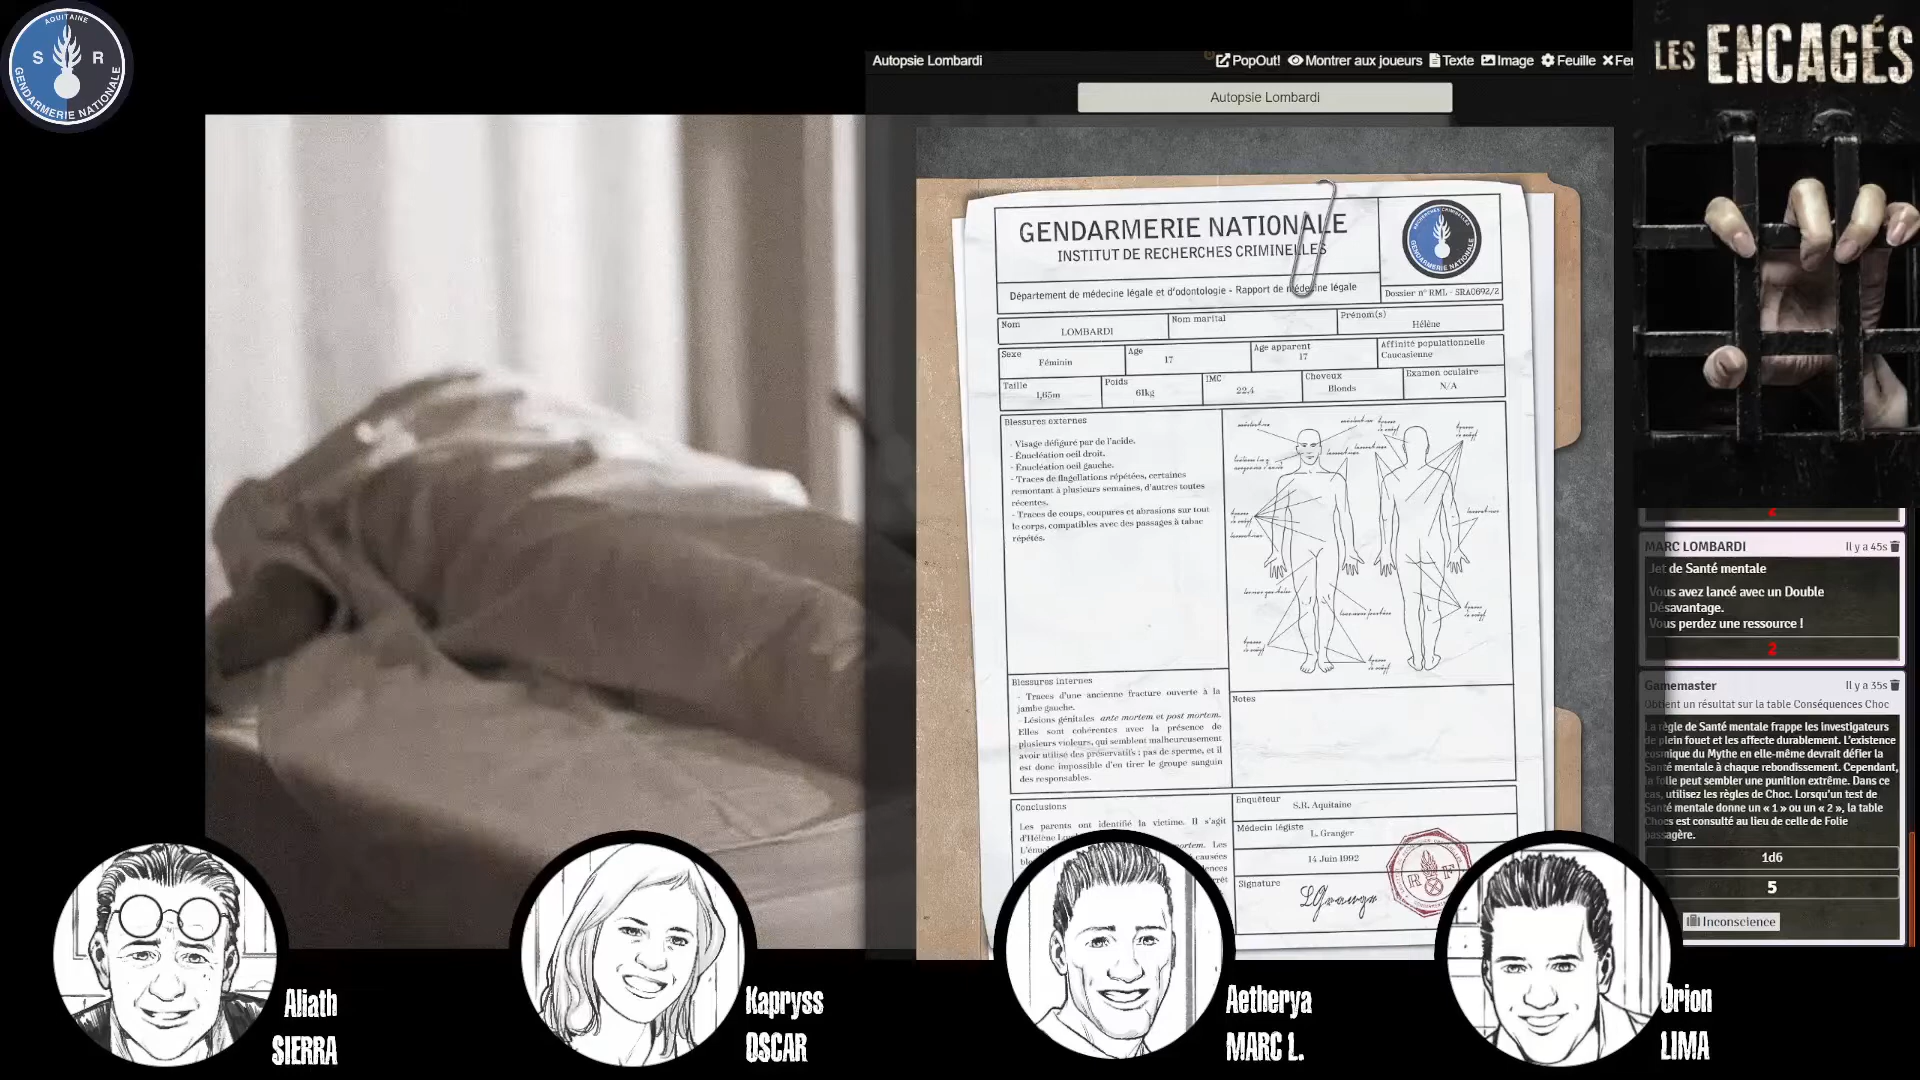 AQUITAINE
S R
GENDARMERIE NATIONALE
Autopsie Lombardi
PopOut! Montrer aux joueurs Texte Image Feuille Fer
Autopsie Lombardi
LES ENCAGÉS
GENDARMERIE NATIONALE
INSTITUT DE RECHERCHES CRIMINELLES
Département de médecine légale et d'odontologie - Rapport de médecine légale
Dossier n° RML - SRA0692/2
RECHERCHES CRIMINELLES
GENDARMERIE NATIONALE
Nom
LOMBARDI
Nom marital
Prénom(s)
Hélène
Sexe
Féminin
Age
17
Age apparent
17
Affinité populationnelle
Caucasienne
Taille
1,65m
Poids
61kg
IMC
22.4
Cheveux
Blonds
Examen oculaire
N/A
Blessures externes
- Visage défiguré par de l'acide.
- Énucléation oeil droit.
- Énucléation oeil gauche.
- Traces de flagellations répétées, certaines
remontant à plusieurs semaines, d'autres toutes
récentes.
- Traces de coups, coupures et abrasions sur tout
le corps, compatibles avec des passages à tabac
répétés.
Blessures internes
- Traces d'une ancienne fracture ouverte à la
jambe gauche.
- Lésions génitales ante mortem et post mortem.
Elles sont cohérentes avec la présence de
plusieurs violeurs, qui semblent malheureusement
avoir utilisé des préservatifs ; pas de sperme, et il
est donc impossible d'en tirer le groupe sanguin
des responsables.
Notes
Conclusions
Les parents ont identifié la victime. Il s'agit
d'Hélène
mortem. Les
causées
Enquêteur
S.R. Aquitaine
Médecin légiste
L. Granger
14 Juin 1992
Signature
LGranger
R F
2
MARC LOMBARDI
Il y a 45s
Jet de Santé mentale
Vous avez lancé avec un Double
Désavantage.
Vous perdez une ressource !
2
Gamemaster
Il y a 35s
Obtient un résultat sur la table Conséquences Choc
La règle de Santé mentale frappe les investigateurs
de plein fouet et les affecte durablement. L'existence
cosmique du Mythe en elle-même devrait défier la
Santé mentale à chaque rebondissement. Cependant,
la folie peut sembler une punition extrême. Dans ce
cas, utilisez les règles de Choc. Lorsqu'un test de
Santé mentale donne un « 1 » ou un « 2 », la table
Chocs est consulté au lieu de celle de Folie
passagère.
1d6
5
Inconscience
Aliath
SIERRA
Kapryss
OSCAR
Aetherya
MARC L.
Orion
LIMA